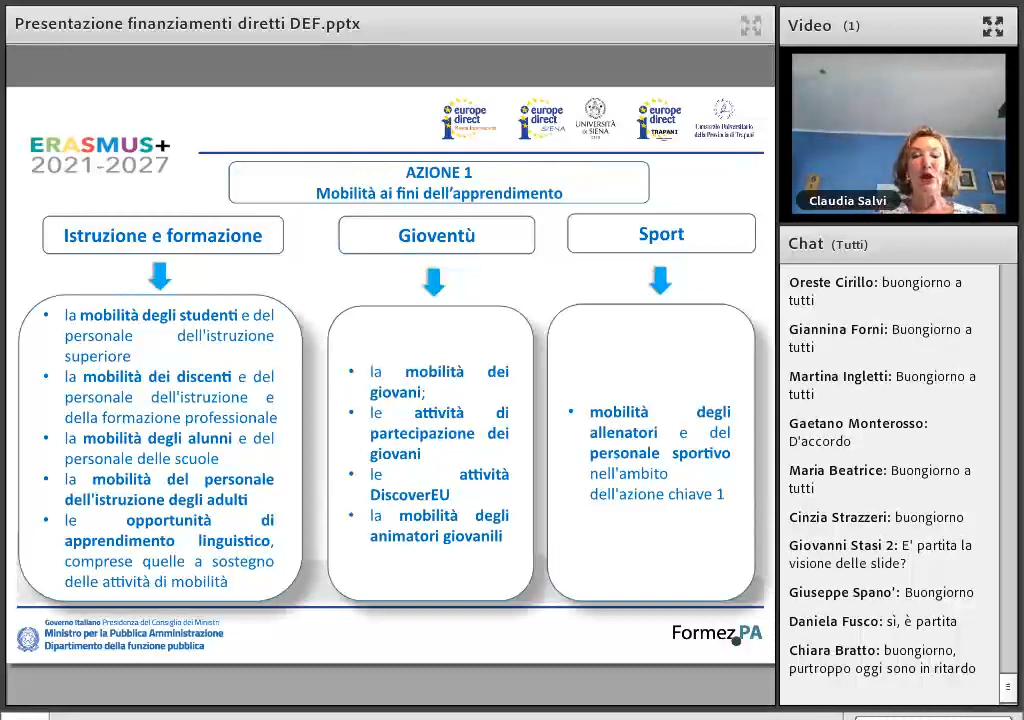 Presentazione finanziamenti diretti DEF.pptx
europe direct
europe direct SIENA
UNIVERSITÀ DI SIENA
europe direct TRAPANI
ERASMUS+
2021-2027
AZIONE 1
Mobilità ai fini dell'apprendimento
Istruzione e formazione
Gioventù
Sport
• la mobilità degli studenti e del
personale dell'istruzione
superiore
• la mobilità dei discenti e del
personale dell'istruzione e
della formazione professionale
• la mobilità degli alunni e del
personale delle scuole
• la mobilità del personale
dell'istruzione degli adulti
• le opportunità di
apprendimento linguistico,
comprese quelle a sostegno
delle attività di mobilità
• la mobilità dei
giovani;
• le attività di
partecipazione dei
giovani
• le attività
DiscoverEU
• la mobilità degli
animatori giovanili
• mobilità degli
allenatori e del
personale sportivo
nell'ambito
dell'azione chiave 1
Governo Italiano Presidenza del Consiglio dei Ministri
Ministro per la Pubblica Amministrazione
Dipartimento della funzione pubblica
Formez PA
Video (1)
Claudia Salvi
Chat (Tutti)
Oreste Cirillo: buongiorno a
tutti
Giannina Forni: Buongiorno a
tutti
Martina Ingletti: Buongiorno a
tutti
Gaetano Monterosso:
D'accordo
Maria Beatrice: Buongiorno a
tutti
Cinzia Strazzeri: buongiorno
Giovanni Stasi 2: E' partita la
visione delle slide?
Giuseppe Spano': Buongiorno
Daniela Fusco: sì, è partita
Chiara Bratto: buongiorno,
purtroppo oggi sono in ritardo